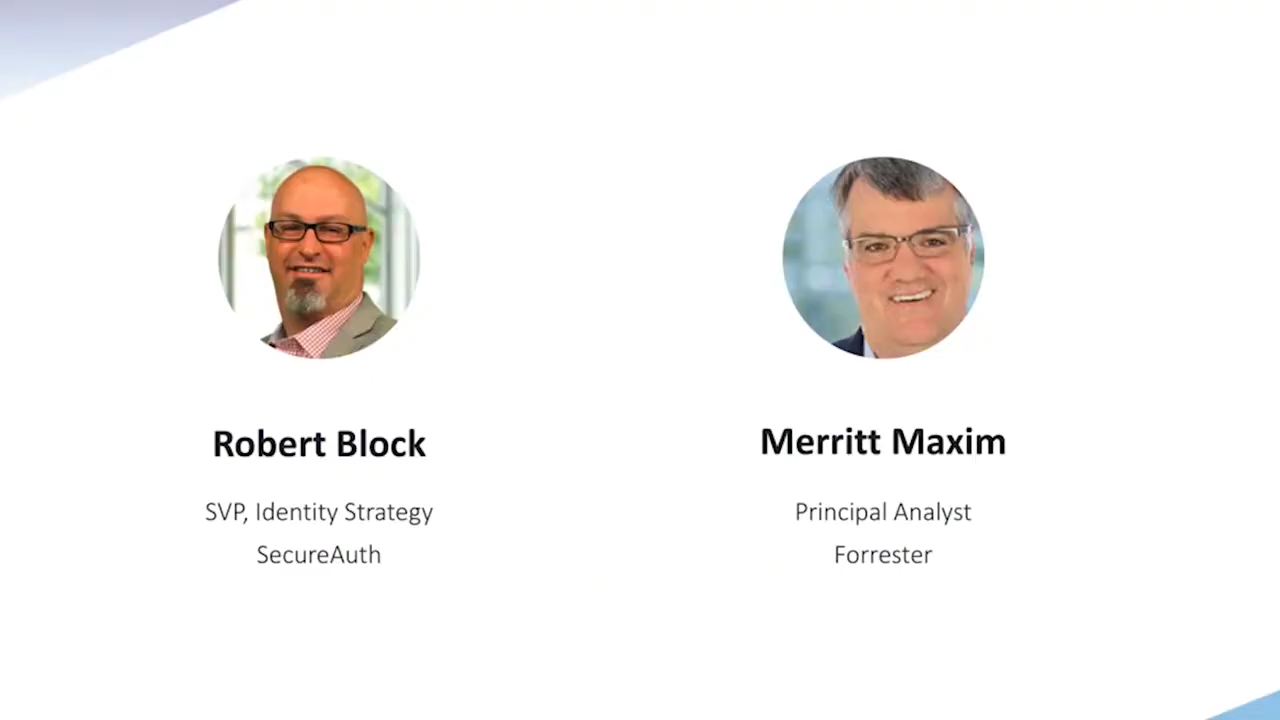 Robert Block
SVP, Identity Strategy
SecureAuth
Merritt Maxim
Principal Analyst
Forrester